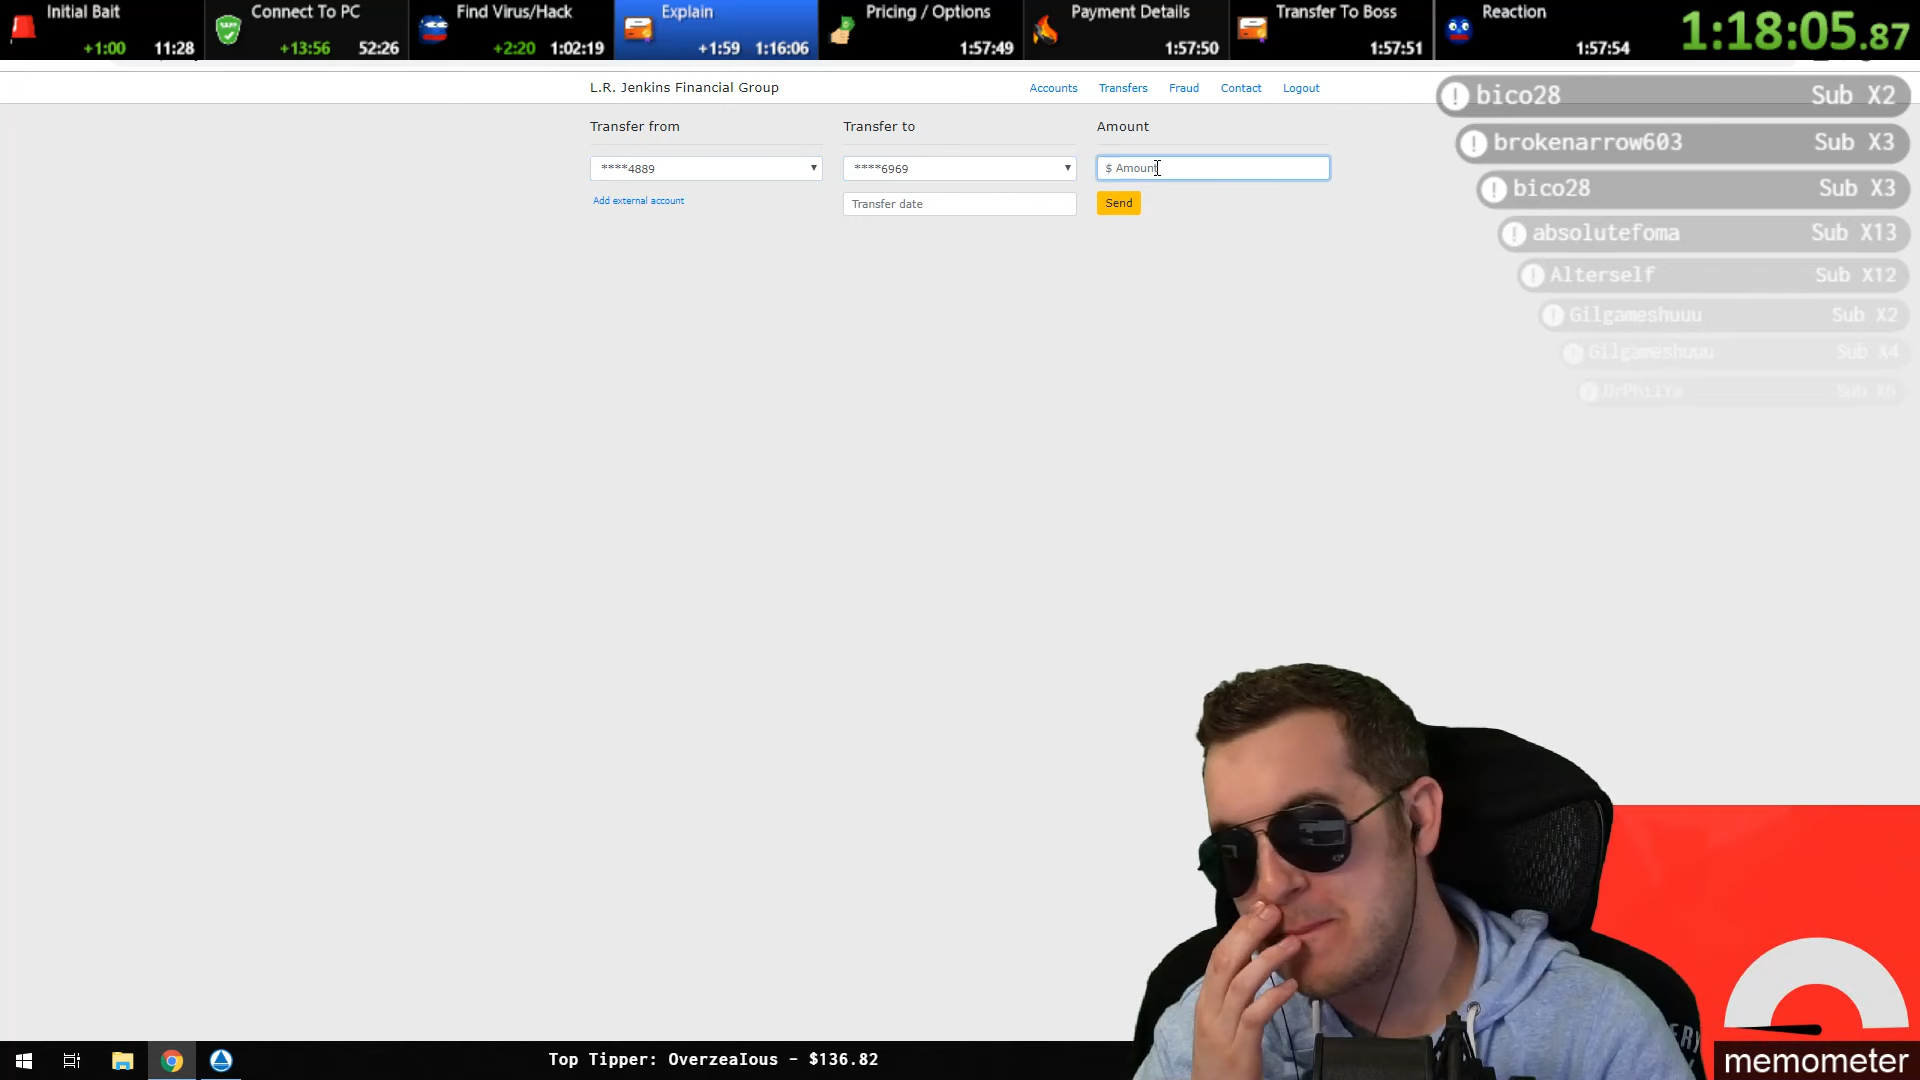 Initial Bait
+1:00 11:28
Connect To PC
+13:56 52:26
Find Virus/Hack
+2:20 1:02:19
Explain
+1:59 1:16:06
Pricing / Options
1:57:49
Payment Details
1:57:50
Transfer To Boss
1:57:51
Reaction
1:57:54
1:18:05.87
L.R. Jenkins Financial Group
Accounts Transfers Fraud Contact Logout
Transfer from Transfer to Amount
****4889 ****6969 $ Amount
Add external account Transfer date Send
bico28 Sub X2
brokenarrow603 Sub X3
bico28 Sub X3
absolutefoma Sub X13
Alterself Sub X12
Gilgameshuuu Sub X2
Gilgameshuuu Sub X4
Top Tipper: Overzealous - $136.82
memometer